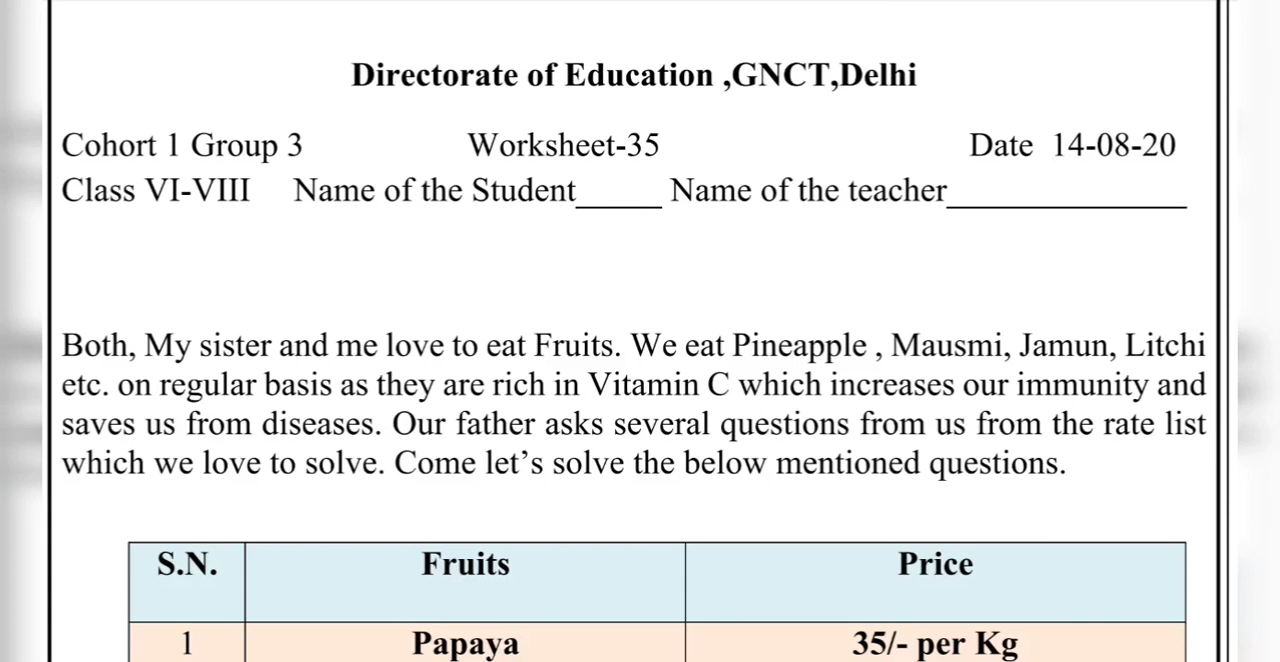 Directorate of Education ,GNCT,Delhi
Cohort 1 Group 3 Worksheet-35 Date 14-08-20
Class VI-VIII Name of the Student_____ Name of the teacher______________
Both, My sister and me love to eat Fruits. We eat Pineapple , Mausmi, Jamun, Litchi
etc. on regular basis as they are rich in Vitamin C which increases our immunity and
saves us from diseases. Our father asks several questions from us from the rate list
which we love to solve. Come let’s solve the below mentioned questions.
S.N. Fruits Price
1 Papaya 35/- per Kg